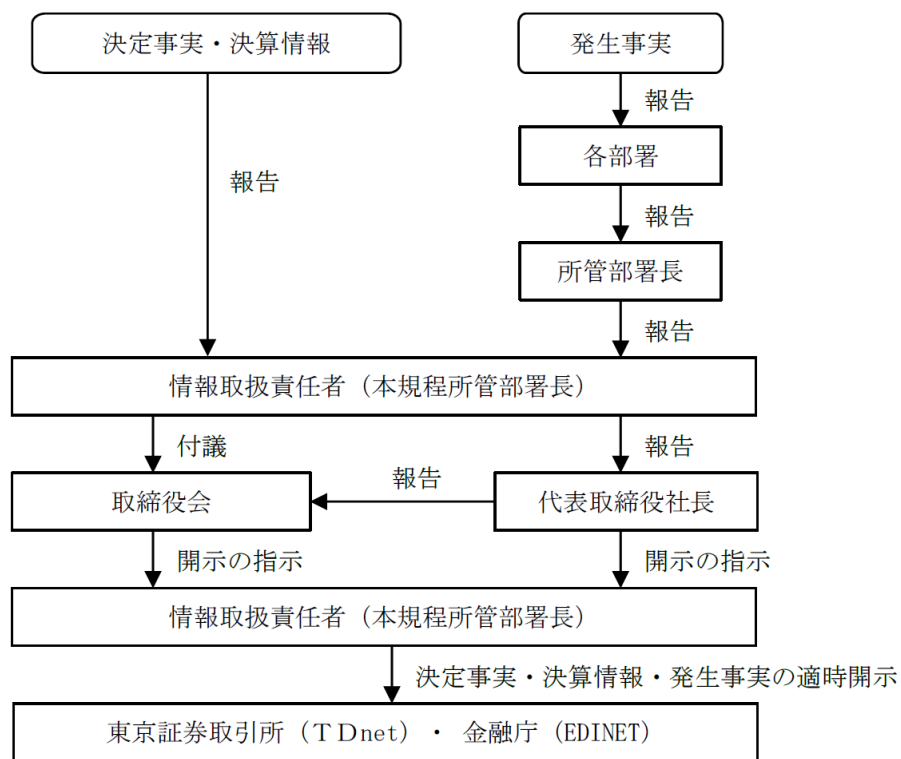 決定事実・決算情報
発生事実
報告
各部署
報告
報告
所管部署長
報告
情報取扱責任者（本規程所管部署長）
付議
報告
取締役会
報告
代表取締役社長
開示の指示
開示の指示
情報取扱責任者（本規程所管部署長）
決定事実・決算情報・発生事実の適時開示
東京証券取引所（ＴＤnet）・ 金融庁（EDINET）